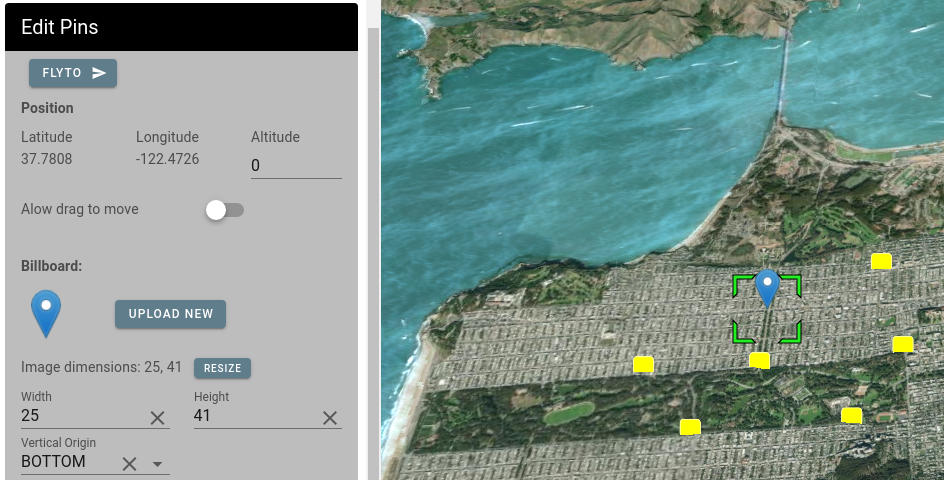 Edit Pins
FLYTO
Position
Latitude Longitude Altitude
37.7808 -122.4726 0
Alow drag to move
Billboard:
UPLOAD NEW
Image dimensions: 25, 41 RESIZE
Width Height
25 41
Vertical Origin
BOTTOM